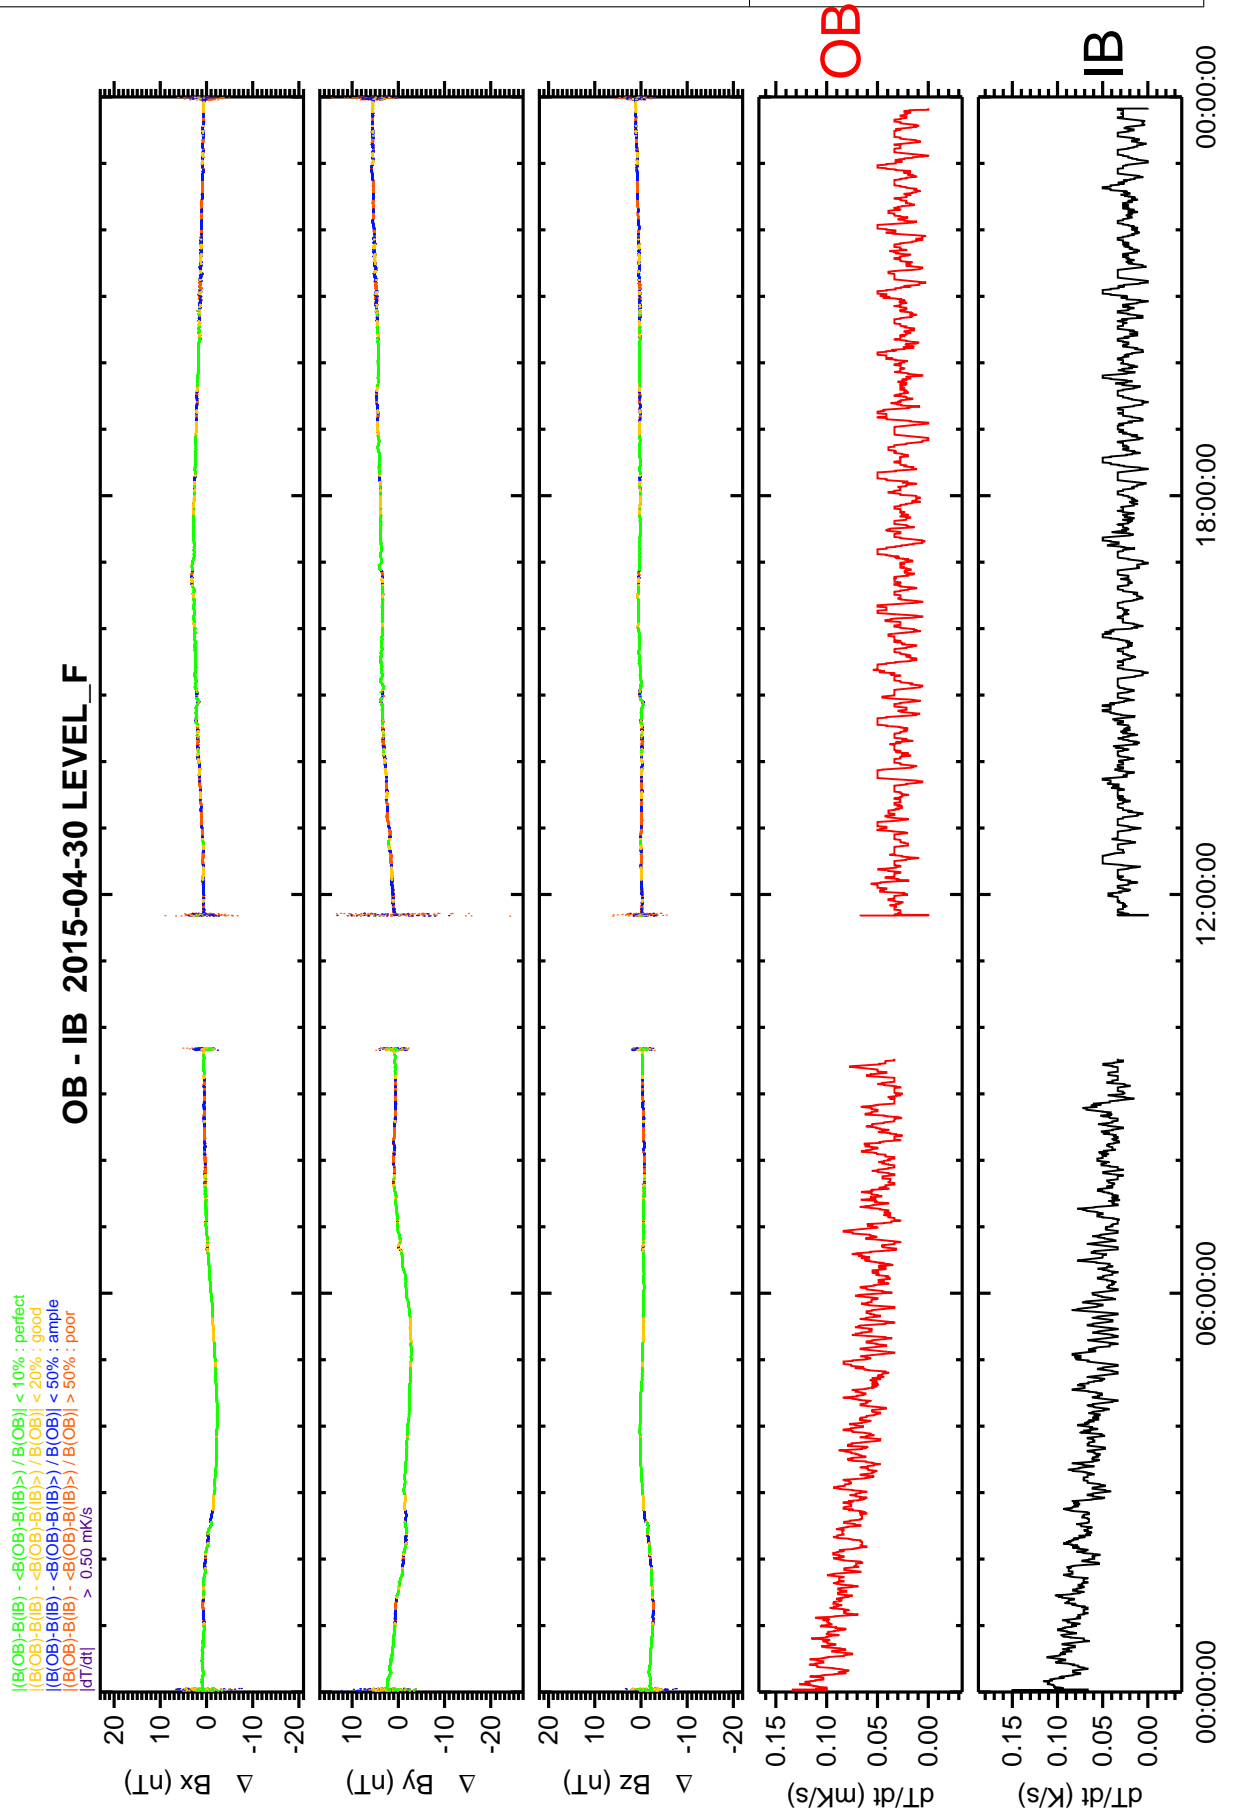 OB - IB  2015-04-30 LEVEL_F
|(B(OB)-B(IB) - <B(OB)-B(IB)>) / B(OB)| < 10% : perfect
|(B(OB)-B(IB) - <B(OB)-B(IB)>) / B(OB)| < 20% : good
|(B(OB)-B(IB) - <B(OB)-B(IB)>) / B(OB)| < 50% : ample
|(B(OB)-B(IB) - <B(OB)-B(IB)>) / B(OB)| > 50% : poor
|dT/dt| > 0.50 mK/s
Δ Bx (nT)
20
10
0
-10
-20
Δ By (nT)
10
0
-10
-20
Δ Bz (nT)
20
10
0
-10
-20
dT/dt (mK/s)
0.15
0.10
0.05
0.00
OB
dT/dt (K/s)
0.15
0.10
0.05
0.00
IB
00:00:00
06:00:00
12:00:00
18:00:00
00:00:00